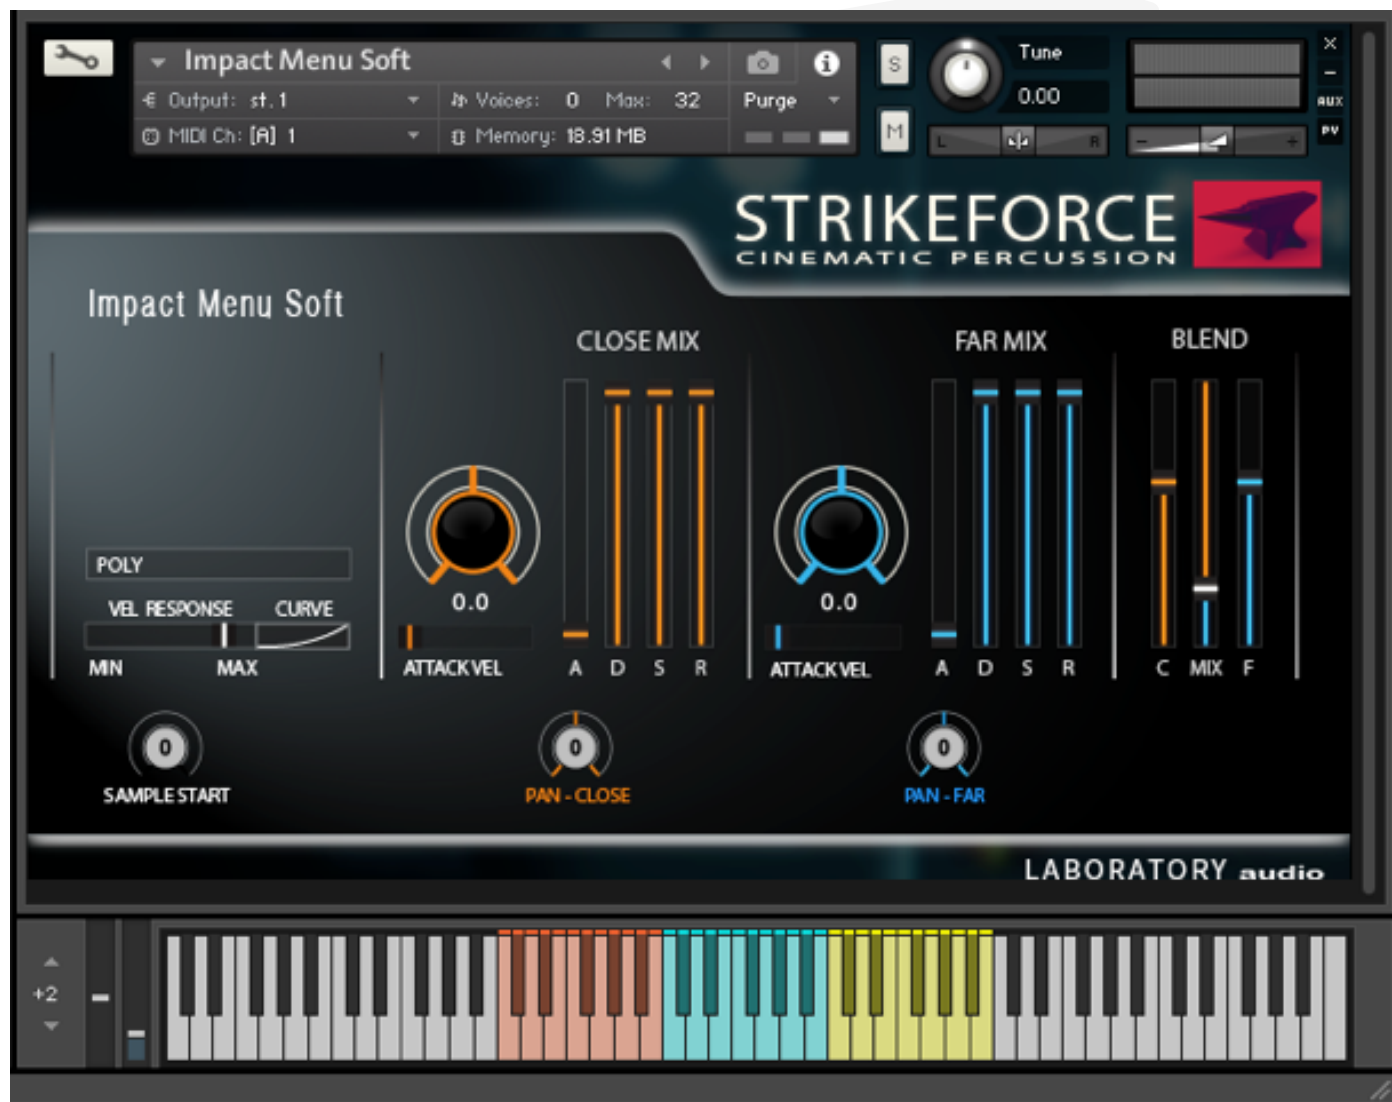 Impact Menu Soft
Output: st.1
Voices: 0 Max: 32
Purge
MIDI Ch: [A] 1
Memory: 18.91 MB
S
M
Tune
0.00
L R
- +
X
-
AUX
PV
STRIKEFORCE
CINEMATIC PERCUSSION
Impact Menu Soft
CLOSE MIX
FAR MIX
BLEND
POLY
VEL RESPONSE CURVE
MIN MAX
0.0
ATTACK VEL
A D S R
0.0
ATTACK VEL
A D S R
C MIX F
0
SAMPLE START
0
PAN - CLOSE
0
PAN - FAR
LABORATORY audio
+2